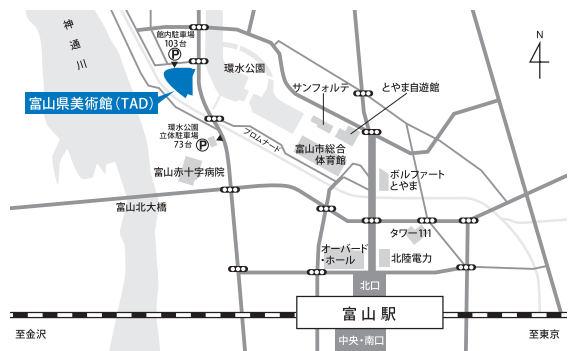 神通川
館内駐車場
103台
P
N
環水公園
サンフォルテ
とやま自遊館
富山県美術館(TAD)
環水公園
立体駐車場
73台 P
プロムナード
富山市総合
体育館
富山赤十字病院
ボルファート
とやま
富山北大橋
タワー111
オーバード
・ホール
北陸電力
北口
富山駅
至金沢
至東京
中央・南口